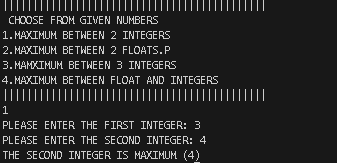 ||||||||||||||||||||||||||||||||||||||||||||
CHOOSE FROM GIVEN NUMBERS
1.MAXIMUM BETWEEN 2 INTEGERS
2.MAXIMUM BETWEEN 2 FLOATS.P
3.MAMXIMUM BETWEEN 3 INTEGERS
4.MAXIMUM BETWEEN FLOAT AND INTEGERS
||||||||||||||||||||||||||||||||||||||||||||
1
PLEASE ENTER THE FIRST INTEGER: 3
PLEASE ENTER THE SECOND INTEGER: 4
THE SECOND INTEGER IS MAXIMUM (4)